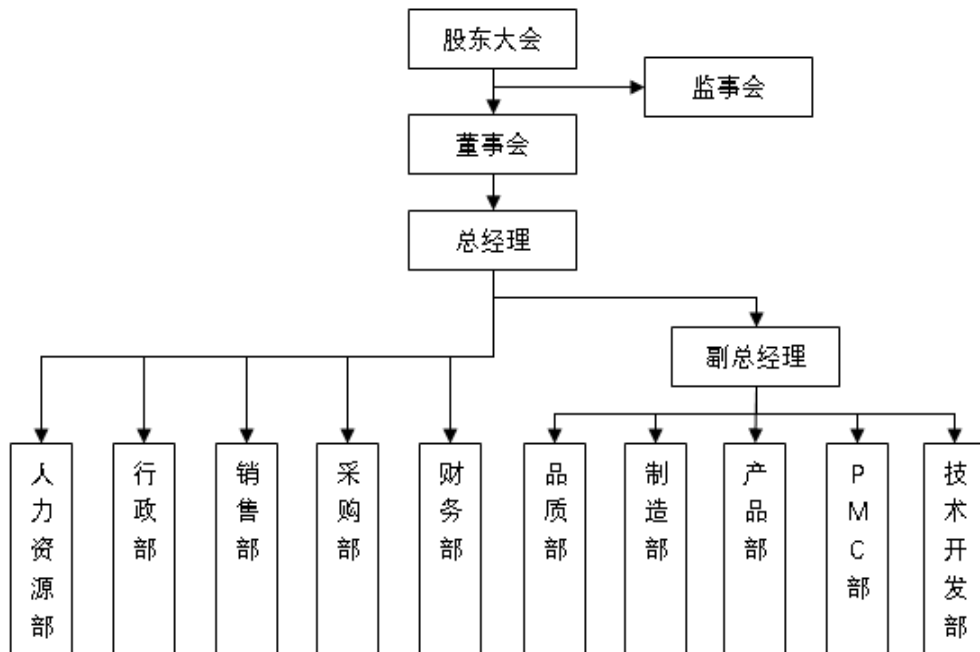 股东大会
监事会
董事会
总经理
副总经理
人力资源部
行政部
销售部
采购部
财务部
品质部
制造部
产品部
PMC部
技术开发部